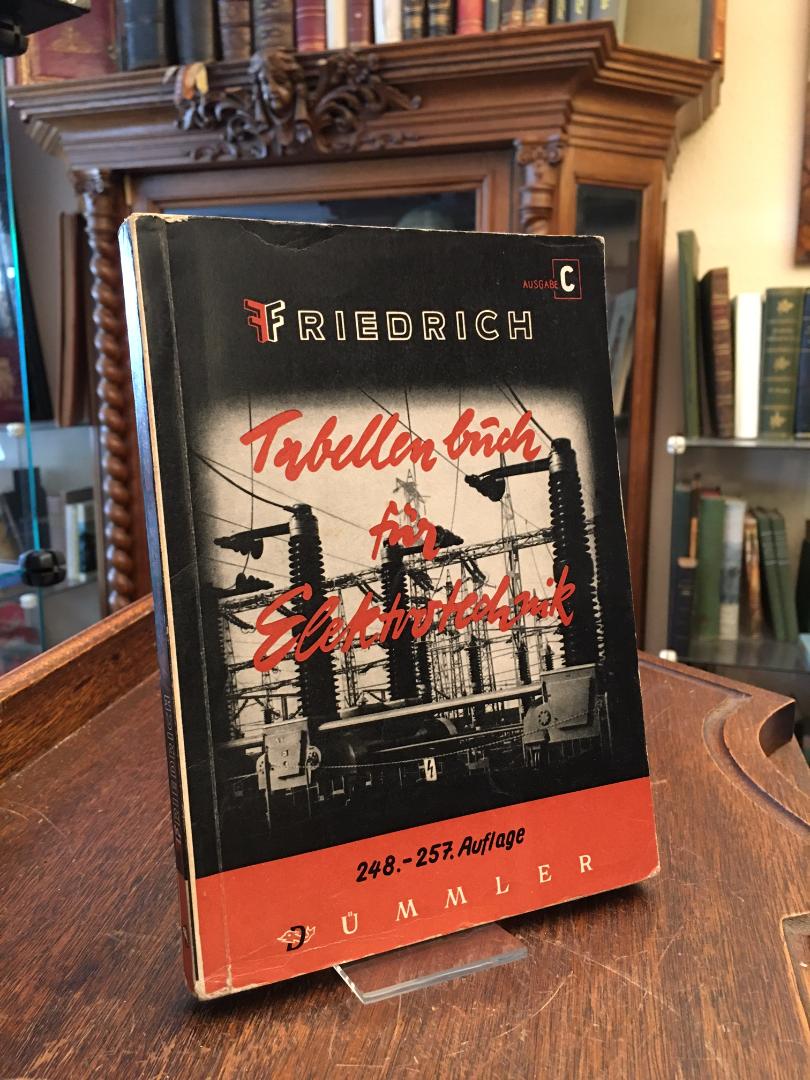 AUSGABE C
FRIEDRICH
Tabellenbuch
für
Elektrotechnik
248.-257. Auflage
DÜMMLER